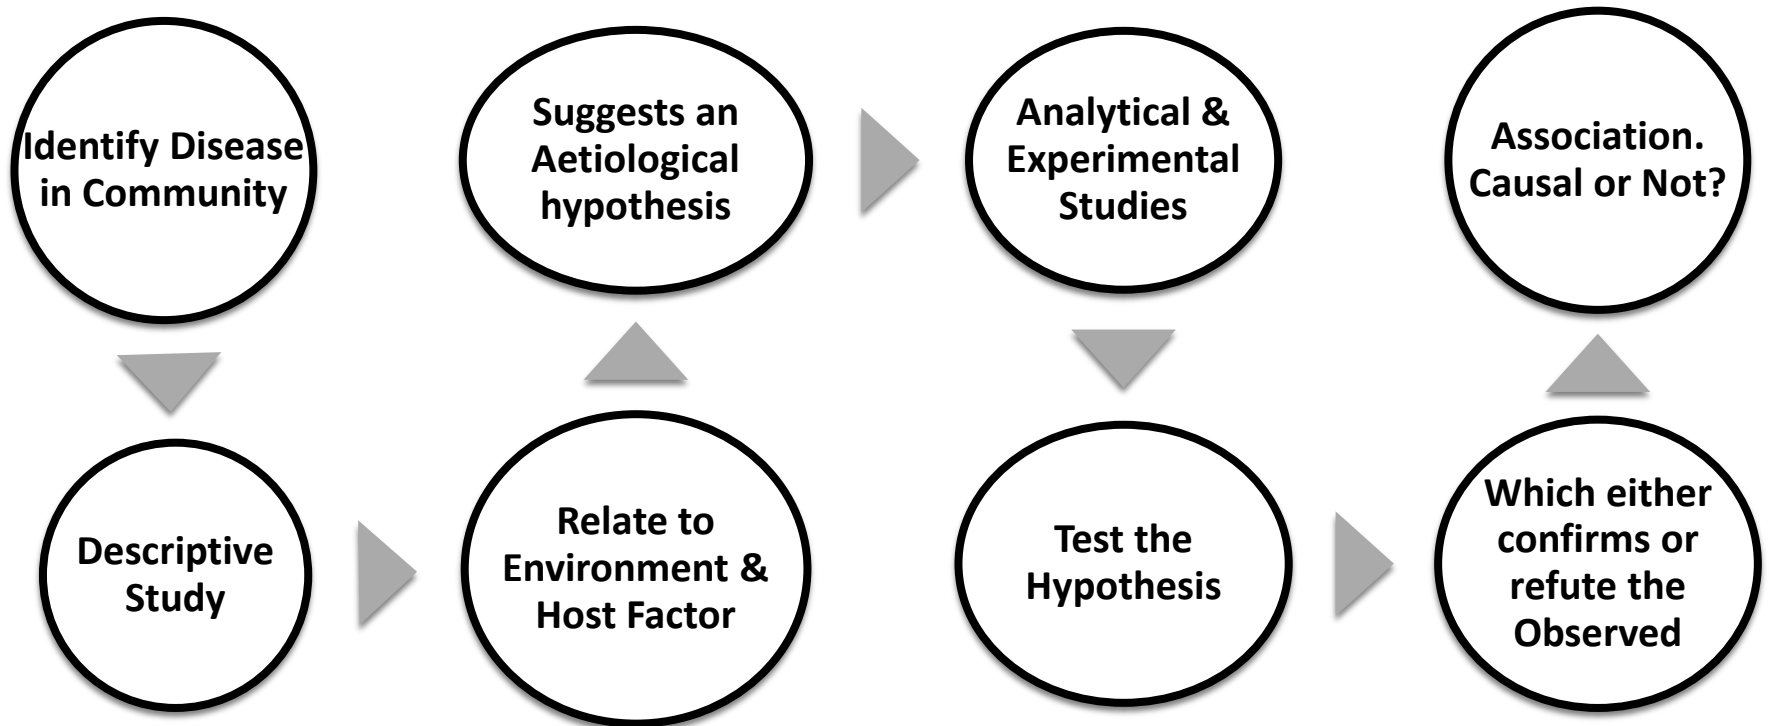 Identify Disease
in Community
Descriptive
Study
Relate to
Environment &
Host Factor
Suggests an
Aetiological
hypothesis
Analytical &
Experimental
Studies
Test the
Hypothesis
Which either
confirms or
refute the
Observed
Association.
Causal or Not?